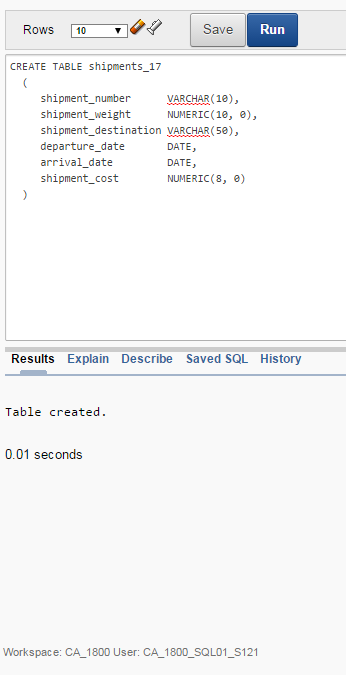 Rows 10 Save Run
CREATE TABLE shipments_17
(
shipment_number VARCHAR(10),
shipment_weight NUMERIC(10, 0),
shipment_destination VARCHAR(50),
departure_date DATE,
arrival_date DATE,
shipment_cost NUMERIC(8, 0)
)
Results Explain Describe Saved SQL History
Table created.
0.01 seconds
Workspace: CA_1800 User: CA_1800_SQL01_S121